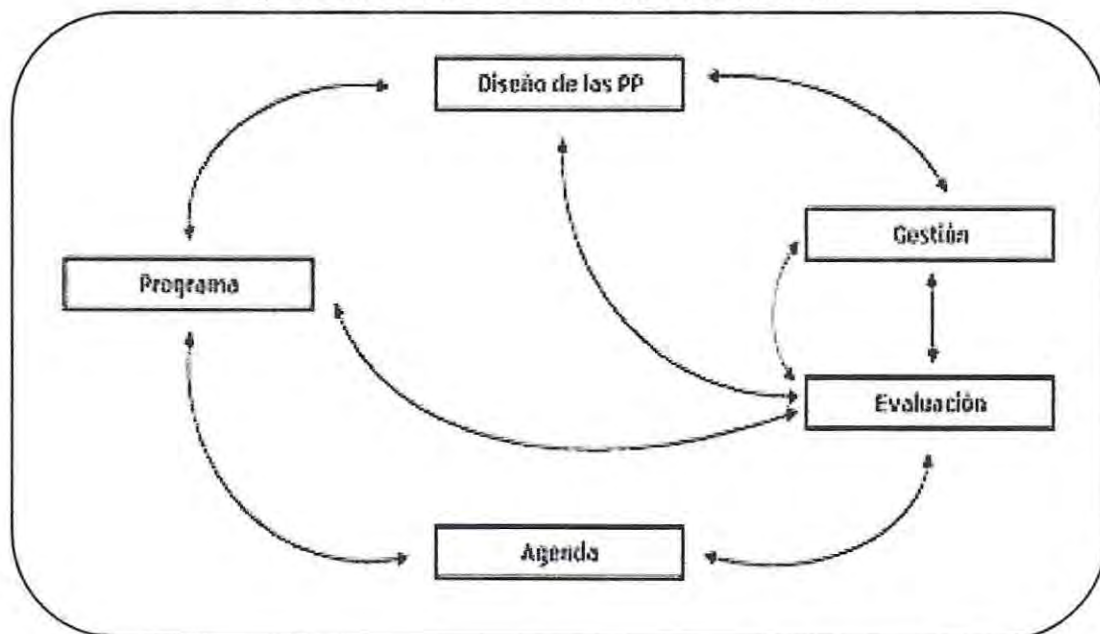 Diseño de las PP
Gestión
Programa
Evaluación
Agenda